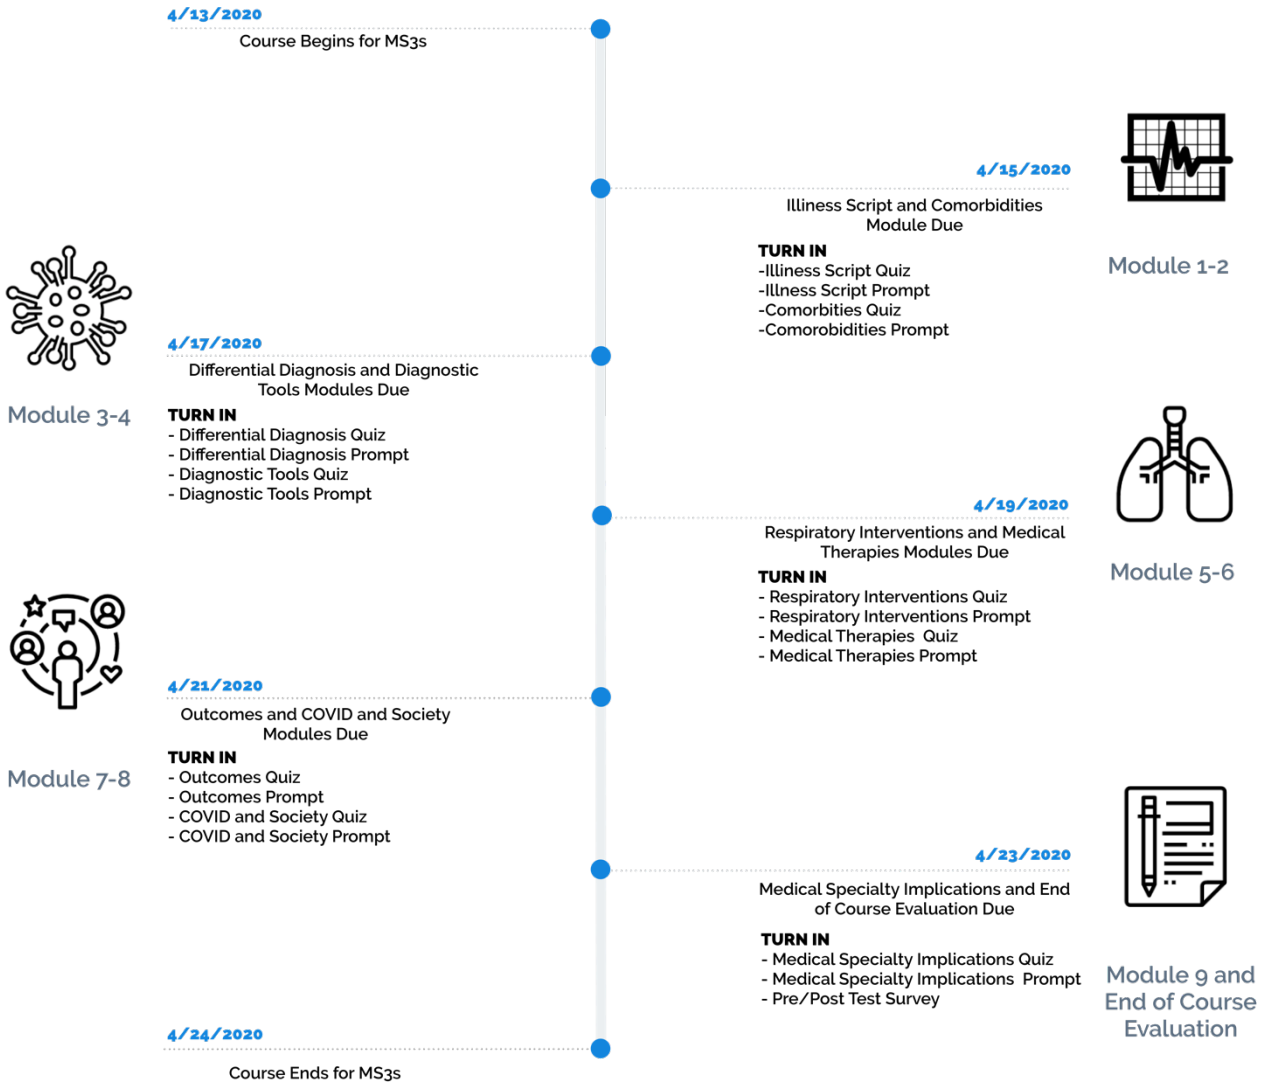 4/13/2020
Course Begins for MS3s
4/15/2020
Illiness Script and Comorbidities
Module Due
TURN IN
-Illiness Script Quiz
-Illness Script Prompt
-Comorbities Quiz
-Comorobidities Prompt
Module 1-2
4/17/2020
Differential Diagnosis and Diagnostic
Tools Modules Due
TURN IN
- Differential Diagnosis Quiz
- Differential Diagnosis Prompt
- Diagnostic Tools Quiz
- Diagnostic Tools Prompt
Module 3-4
4/19/2020
Respiratory Interventions and Medical
Therapies Modules Due
TURN IN
- Respiratory Interventions Quiz
- Respiratory Interventions Prompt
- Medical Therapies Quiz
- Medical Therapies Prompt
Module 5-6
4/21/2020
Outcomes and COVID and Society
Modules Due
TURN IN
- Outcomes Quiz
- Outcomes Prompt
- COVID and Society Quiz
- COVID and Society Prompt
Module 7-8
4/23/2020
Medical Specialty Implications and End
of Course Evaluation Due
TURN IN
- Medical Specialty Implications Quiz
- Medical Specialty Implications Prompt
- Pre/Post Test Survey
Module 9 and
End of Course
Evaluation
4/24/2020
Course Ends for MS3s